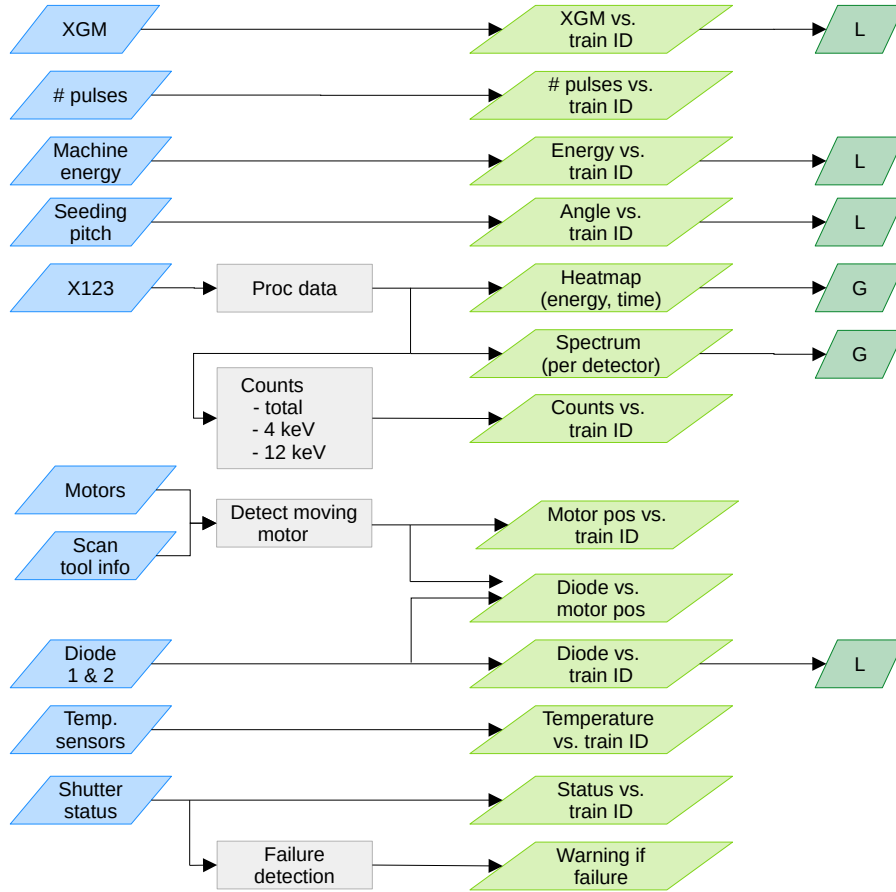 XGM
XGM vs.
train ID
L
# pulses
# pulses vs.
train ID
Machine
energy
Energy vs.
train ID
L
Seeding
pitch
Angle vs.
train ID
L
X123
Proc data
Heatmap
(energy, time)
G
Spectrum
(per detector)
G
Counts
- total
- 4 keV
- 12 keV
Counts vs.
train ID
Motors
Scan
tool info
Detect moving
motor
Motor pos vs.
train ID
Diode vs.
motor pos
Diode
1 & 2
Diode vs.
train ID
L
Temp.
sensors
Temperature
vs. train ID
Shutter
status
Status vs.
train ID
Failure
detection
Warning if
failure